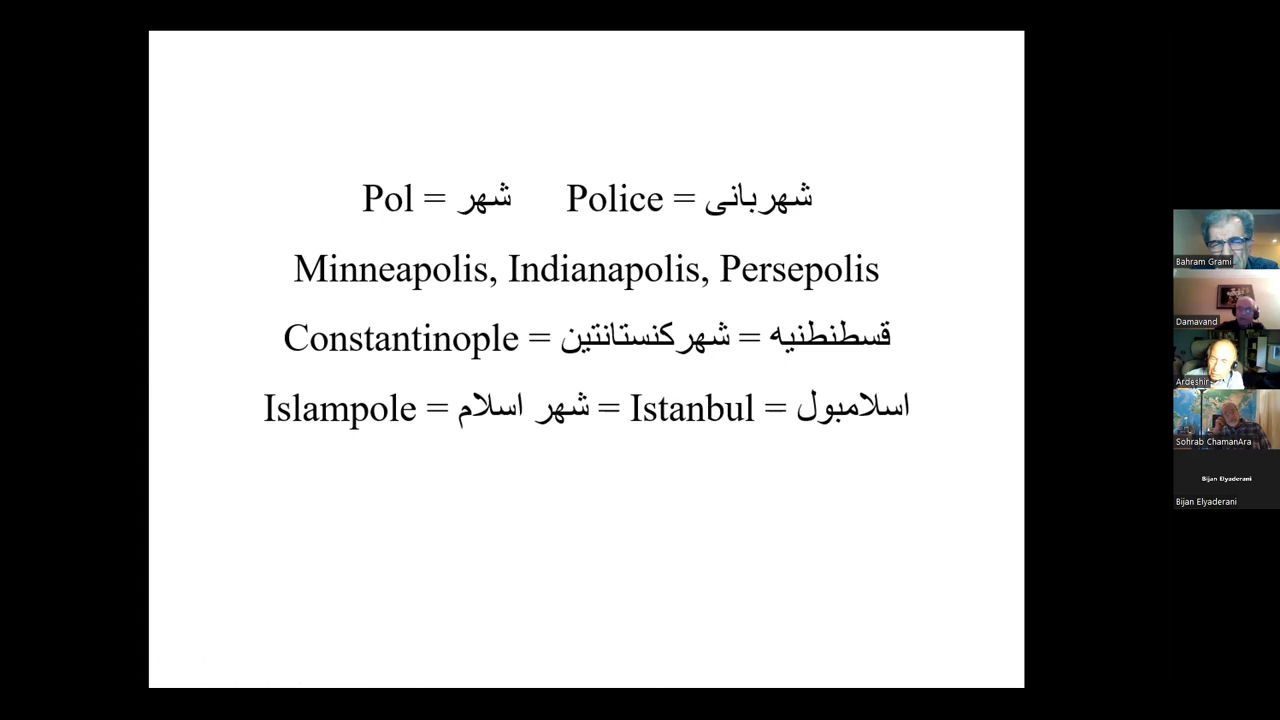 Pol = شهر Police = شهربانی
Minneapolis, Indianapolis, Persepolis
Constantinople = شهرکنستانتین = قسطنطنیه
Islampole = شهر اسلام = Istanbul = اسلامبول
Bahram Grami
Damavand
Ardeshir
Sohrab ChamanAra
Bijan Elyaderani
Bijan Elyaderani